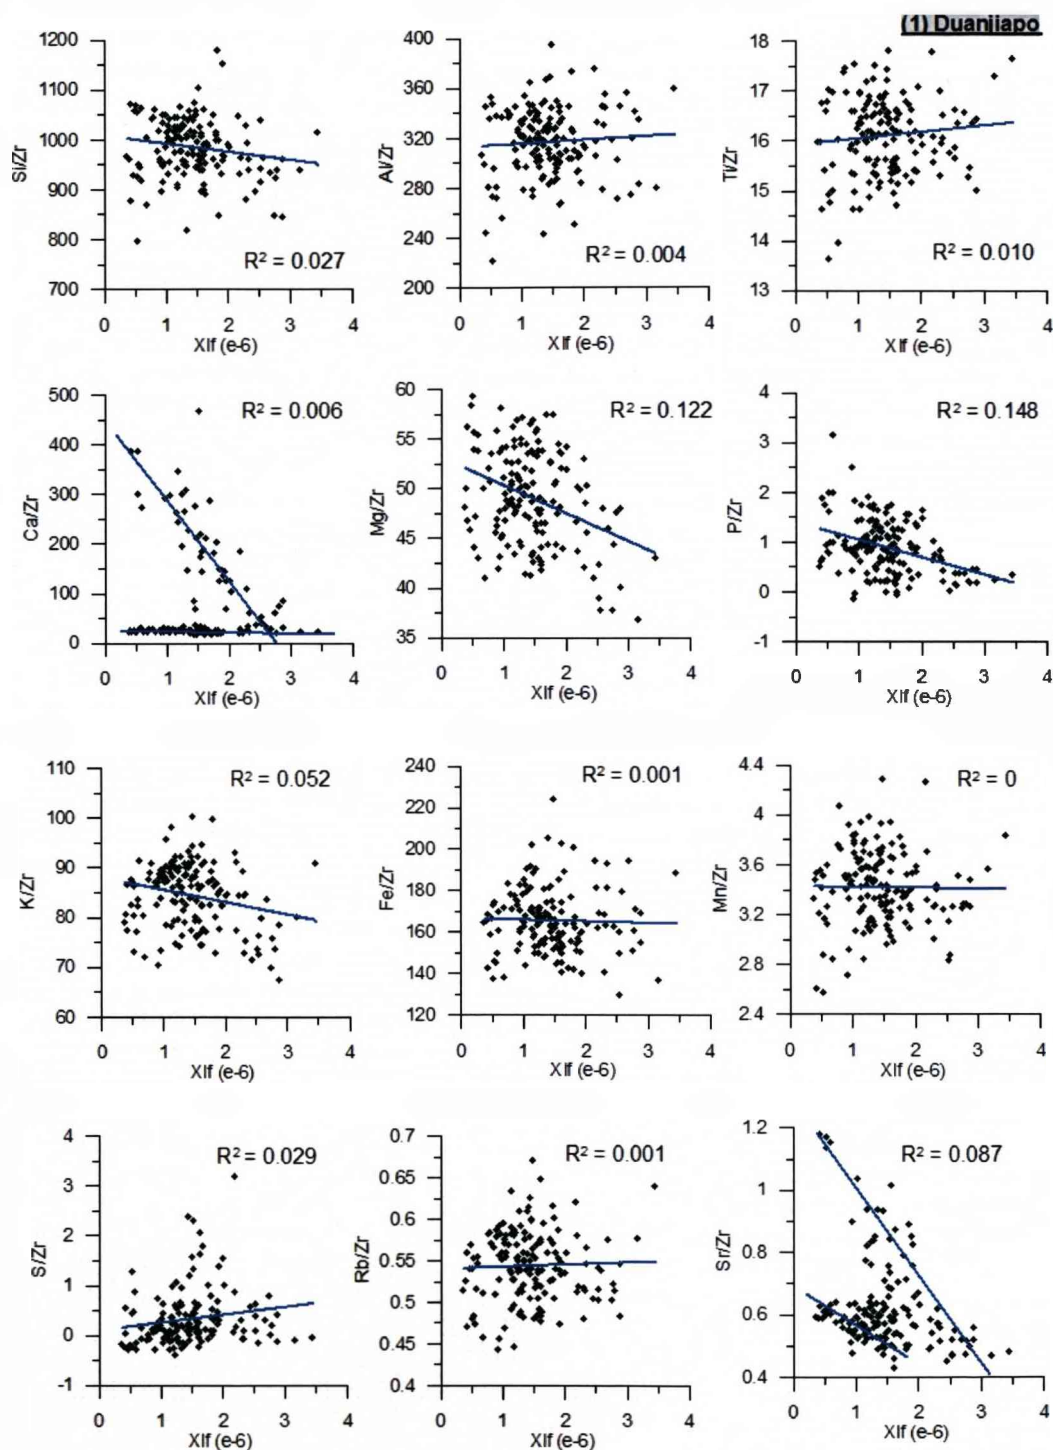 (1) Duanjiapo
1200
1100
1000
900
800
700
Si/Zr
R² = 0.027
0 1 2 3 4
Xlf (e-6)
400
360
320
280
240
200
Al/Zr
R² = 0.004
0 1 2 3 4
Xlf (e-6)
18
17
16
15
14
13
Ti/Zr
R² = 0.010
0 1 2 3 4
Xlf (e-6)
500
400
300
200
100
0
Ca/Zr
R² = 0.006
0 1 2 3 4
Xlf (e-6)
60
55
50
45
40
35
Mg/Zr
R² = 0.122
0 1 2 3 4
Xlf (e-6)
4
3
2
1
0
-1
P/Zr
R² = 0.148
0 1 2 3 4
Xlf (e-6)
110
100
90
80
70
60
K/Zr
R² = 0.052
0 1 2 3 4
Xlf (e-6)
240
220
200
180
160
140
120
Fe/Zr
R² = 0.001
0 1 2 3 4
Xlf (e-6)
4.4
4
3.6
3.2
2.8
2.4
Mn/Zr
R² = 0
0 1 2 3 4
Xlf (e-6)
4
3
2
1
0
-1
S/Zr
R² = 0.029
0 1 2 3 4
Xlf (e-6)
0.7
0.6
0.55
0.5
0.45
0.4
Rb/Zr
R² = 0.001
0 1 2 3 4
Xlf (e-6)
1.2
1
0.8
0.6
0.4
Sr/Zr
R² = 0.087
0 1 2 3 4
Xlf (e-6)